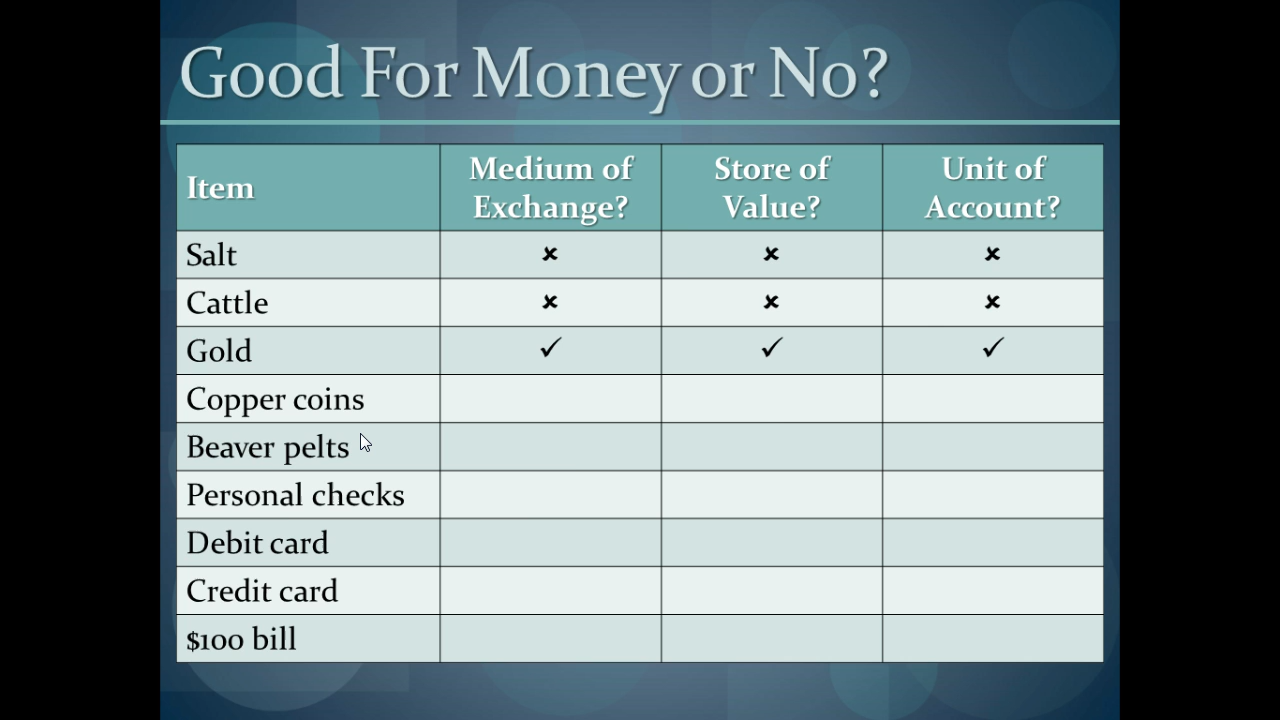 Good For Money or No?
Item Medium of Exchange? Store of Value? Unit of Account?
Salt ✗ ✗ ✗
Cattle ✗ ✗ ✗
Gold ✓ ✓ ✓
Copper coins
Beaver pelts
Personal checks
Debit card
Credit card
$100 bill